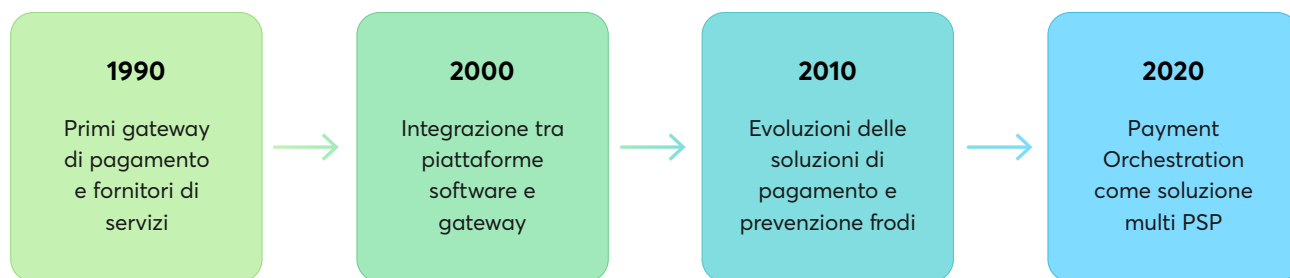 1990
Primi gateway
di pagamento
e fornitori di
servizi
2000
Integrazione tra
piattaforme
software e
gateway
2010
Evoluzioni delle
soluzioni di
pagamento e
prevenzione frodi
2020
Payment
Orchestration
come soluzione
multi PSP